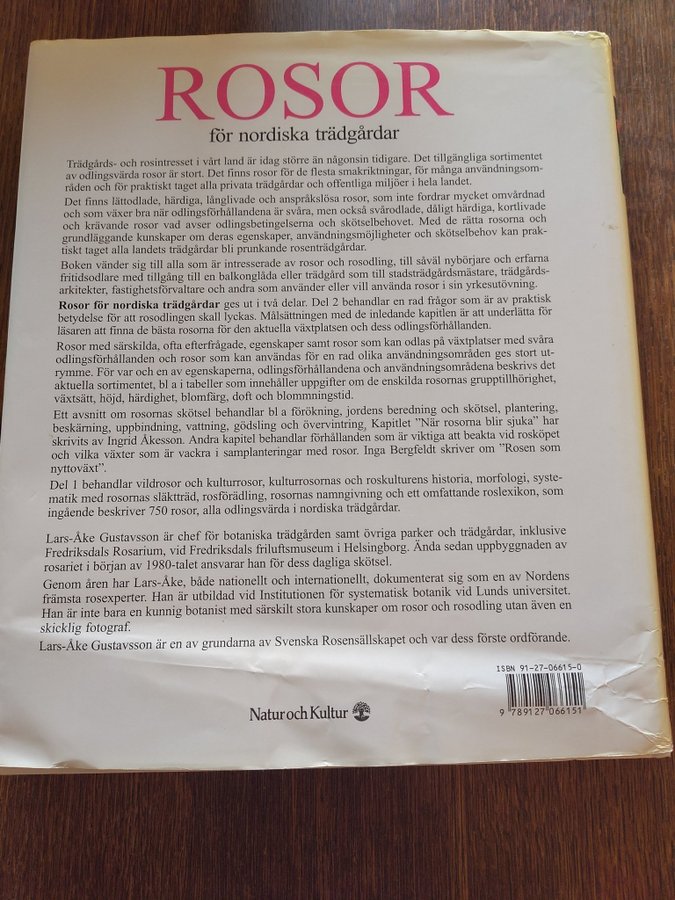 ROSOR
för nordiska trädgårdar
Trädgårds- och rosintresset i vårt land är idag större än någonsin tidigare. Det tillgängliga sortimentet
av odlingsvärda rosor är stort. Det finns rosor för de flesta smakriktningar, för många användningsom-
råden och för praktiskt taget alla privata trädgårdar och offentliga miljöer i hela landet.
Det finns lättodlade, härdiga, långlivade och anspråkslösa rosor, som inte fordrar mycket omvårdnad
och som växer bra när odlingsförhållandena är svåra, men också svårodlade, dåligt härdiga, kortlivade
och krävande rosor vad avser odlingsbetingelserna och skötselbehovet. Med de rätta rosorna och
grundläggande kunskaper om deras egenskaper, användningsmöjligheter och skötselbehov kan prak-
tiskt taget alla landets trädgårdar bli prunkande rosenträdgårdar.
Boken vänder sig till alla som är intresserade av rosor och rosodling, till såväl nybörjare och erfarna
fritidsodlare med tillgång till en balkonglåda eller trädgård som till stadsträdgårdsmästare, trädgårds-
arkitekter, fastighetsförvaltare och andra som använder eller vill använda rosor i sin yrkesutövning.
Rosor för nordiska trädgårdar ges ut i två delar. Del 2 behandlar en rad frågor som är av praktisk
betydelse för att rosodlingen skall lyckas. Målsättningen med de inledande kapitlen är att underlätta för
läsaren att finna de bästa rosorna för den aktuella växtplatsen och dess odlingsförhållanden.
Rosor med särskilda, ofta efterfrågade, egenskaper samt rosor som kan odlas på växtplatser med svåra
odlingsförhållanden och rosor som kan användas för en rad olika användningsområden ges stort ut-
rymme. För var och en av egenskaperna, odlingsförhållandena och användningsområdena beskrivs det
aktuella sortimentet, bl a i tabeller som innehåller uppgifter om de enskilda rosornas grupptillhörighet,
växtsätt, höjd, härdighet, blomfärg, doft och blommningstid.
Ett avsnitt om rosornas skötsel behandlar bl a förökning, jordens beredning och skötsel, plantering,
beskärning, uppbindning, vattning, gödsling och övervintring, Kapitlet ”När rosorna blir sjuka” har
skrivits av Ingrid Åkesson. Andra kapitel behandlar förhållanden som är viktiga att beakta vid rosköpet
och vilka växter som är vackra i samplanteringar med rosor. Inga Bergfeldt skriver om ”Rosen som
nyttoväxt”.
Del 1 behandlar vildrosor och kulturrosor, kulturrosornas och roskulturens historia, morfologi, syste-
matik med rosornas släktträd, rosförädling, rosornas namngivning och ett omfattande roslexikon, som
ingående beskriver 750 rosor, alla odlingsvärda i nordiska trädgårdar.
Lars-Åke Gustavsson är chef för botaniska trädgården samt övriga parker och trädgårdar, inklusive
Fredriksdals Rosarium, vid Fredriksdals friluftsmuseum i Helsingborg. Ända sedan uppbyggnaden av
rosariet i början av 1980-talet ansvarar han för dess dagliga skötsel.
Genom åren har Lars-Åke, både nationellt och internationellt, dokumenterat sig som en av Nordens
främsta rosexperter. Han är utbildad vid Institutionen för systematisk botanik vid Lunds universitet.
Han är inte bara en kunnig botanist med särskilt stora kunskaper om rosor och rosodling utan även en
skicklig fotograf.
Lars-Åke Gustavsson är en av grundarna av Svenska Rosensällskapet och var dess förste ordförande.
ISBN 91-27-06615-0
9 789127 066151
Natur och Kultur